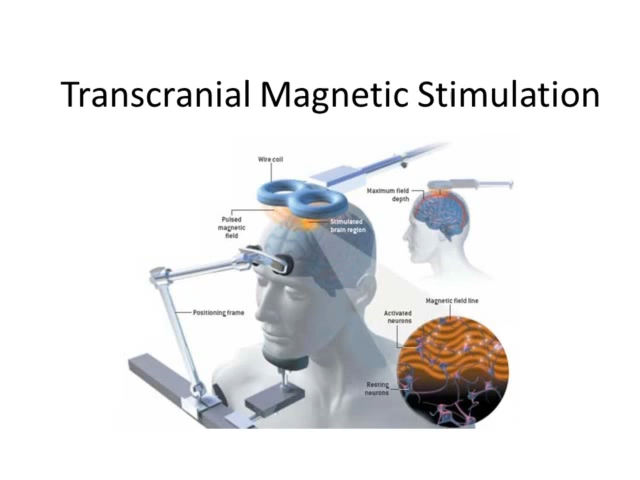 Transcranial Magnetic Stimulation
Wire coil
Maximum field
depth
Pulsed
magnetic
field
Stimulated
brain region
Magnetic field line
Positioning frame
Activated
neurons
Resting
neurons